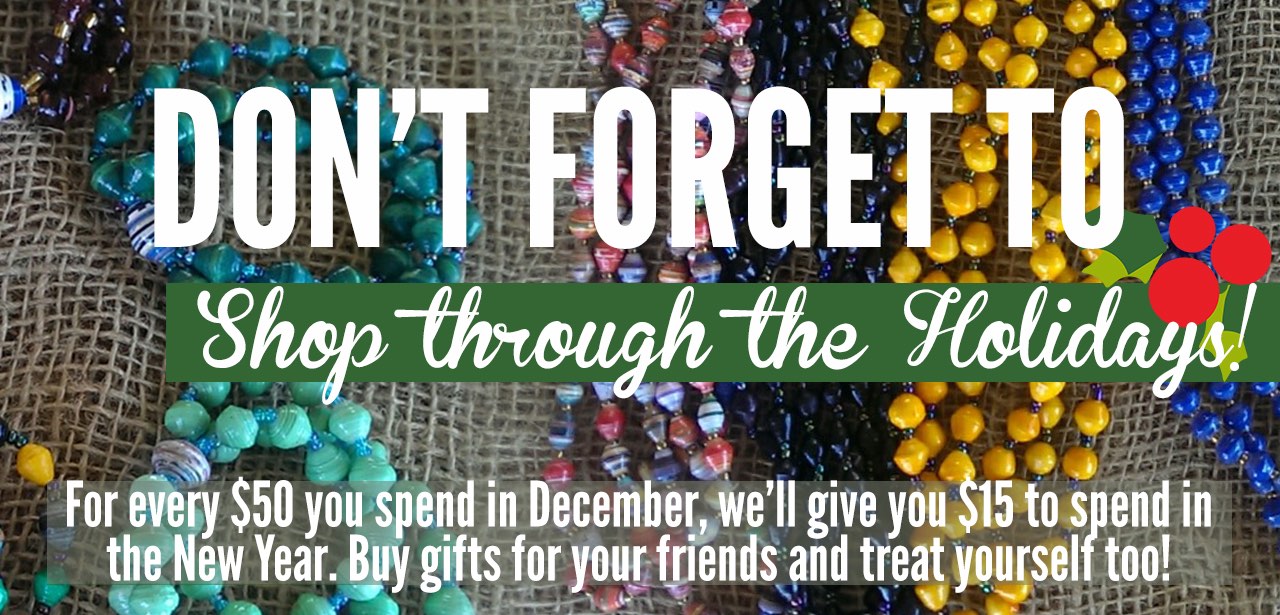 DON'T FORGET TO
Shop through the Holidays!
For every $50 you spend in December, we'll give you $15 to spend in
the New Year. Buy gifts for your friends and treat yourself too!